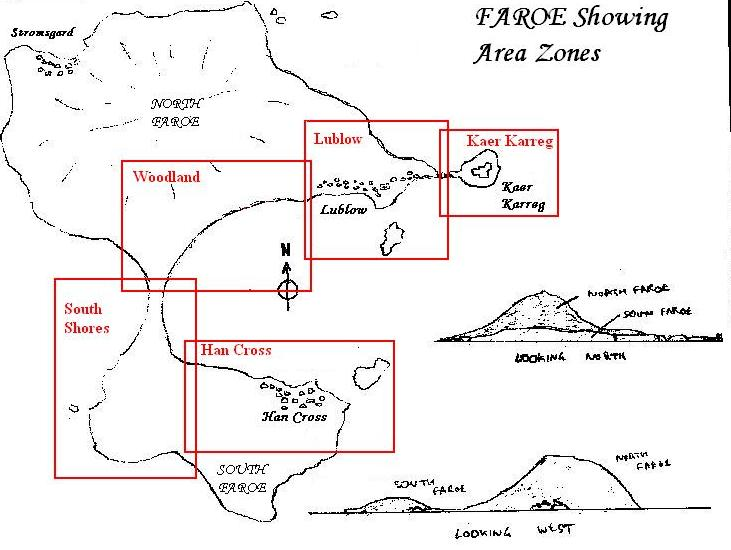 FAROE Showing
Area Zones
Stromsgard
NORTH
FAROE
Lublow
Kaer Karreg
Woodland
Kaer
Karreg
Lublow
N
South
Shores
NORTH FAROE
SOUTH FAROE
LOOKING NORTH
Han Cross
Han Cross
SOUTH
FAROE
SOUTH
FAROE
NORTH
FAROE
LOOKING WEST